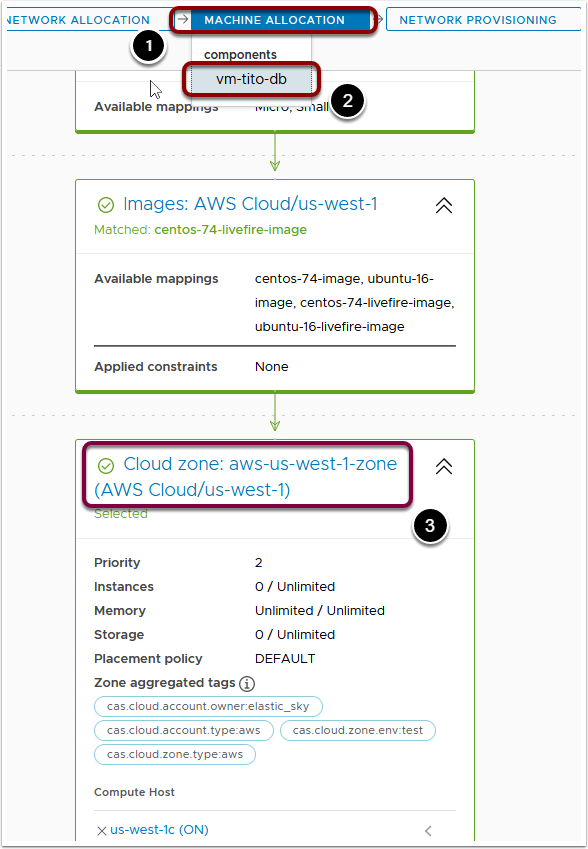 NETWORK ALLOCATION
MACHINE ALLOCATION
NETWORK PROVISIONING
1
components
vm-tito-db
2
Available mappings
Micro, Small
Images: AWS Cloud/us-west-1
Matched: centos-74-livefire-image
Available mappings
centos-74-image, ubuntu-16-
image, centos-74-livefire-image,
ubuntu-16-livefire-image
Applied constraints
None
Cloud zone: aws-us-west-1-zone
(AWS Cloud/us-west-1)
Selected
3
Priority
2
Instances
0 / Unlimited
Memory
Unlimited / Unlimited
Storage
0 / Unlimited
Placement policy
DEFAULT
Zone aggregated tags
cas.cloud.account.owner:elastic_sky
cas.cloud.account.type:aws
cas.cloud.zone.env:test
cas.cloud.zone.type:aws
Compute Host
us-west-1c (ON)